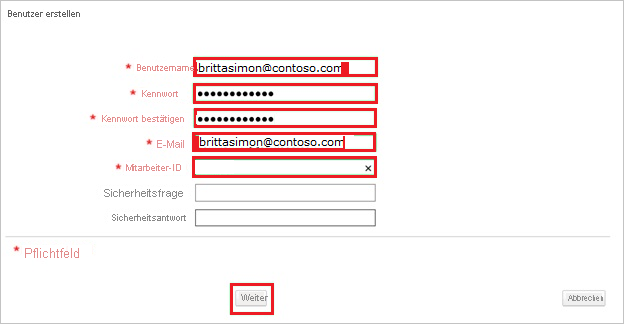 Benutzer erstellen
* Benutzername brittasimon@contoso.com
* Kennwort ••••••••••••
* Kennwort bestätigen ••••••••••••
* E-Mail brittasimon@contoso.com
* Mitarbeiter-ID ×
Sicherheitsfrage
Sicherheitsantwort
* Pflichtfeld
Weiter Abbrechen